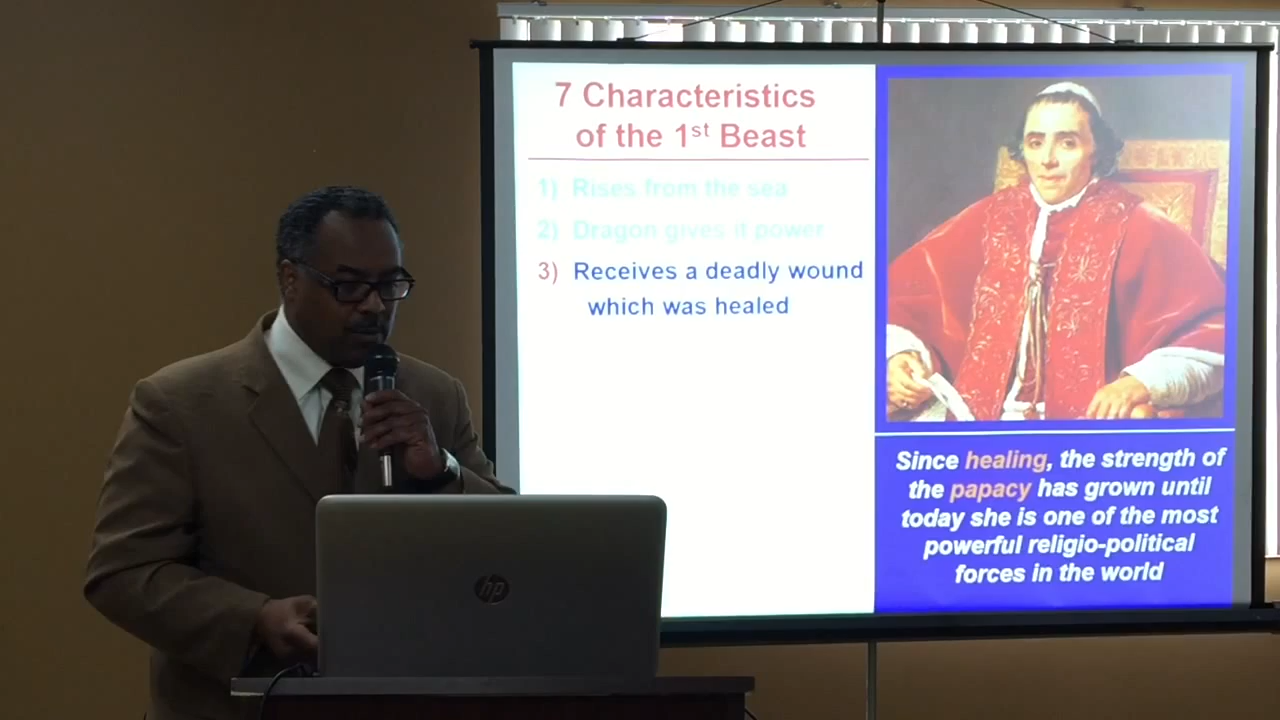 7 Characteristics
of the 1st Beast
1) Rises from the sea
2) Dragon gives it power
3) Receives a deadly wound
which was healed
Since healing, the strength of
the papacy has grown until
today she is one of the most
powerful religio-political
forces in the world
hp